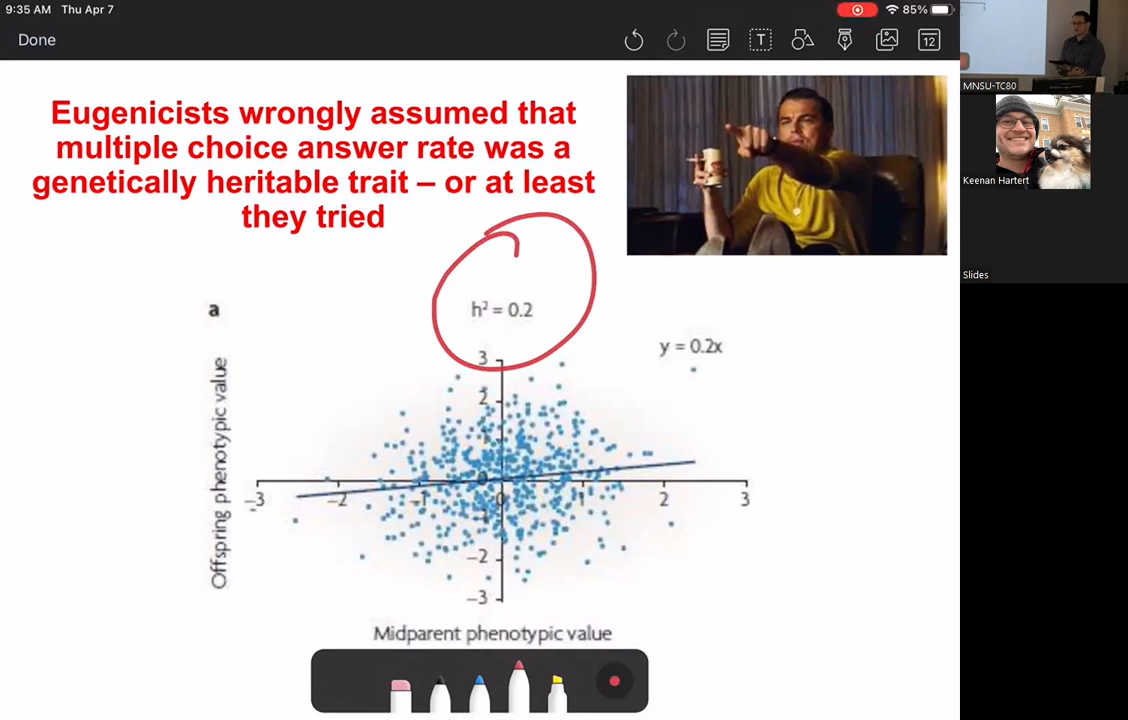 9:35 AM Thu Apr 7
85%
Done
T
12
MNSU-TC80
Keenan Hartert
Slides
Eugenicists wrongly assumed that
multiple choice answer rate was a
genetically heritable trait – or at least
they tried
a
h² = 0.2
y = 0.2x
Offspring phenotypic value
3
2
0
–2
–3
–3
–2
–1
0
1
2
3
Midparent phenotypic value